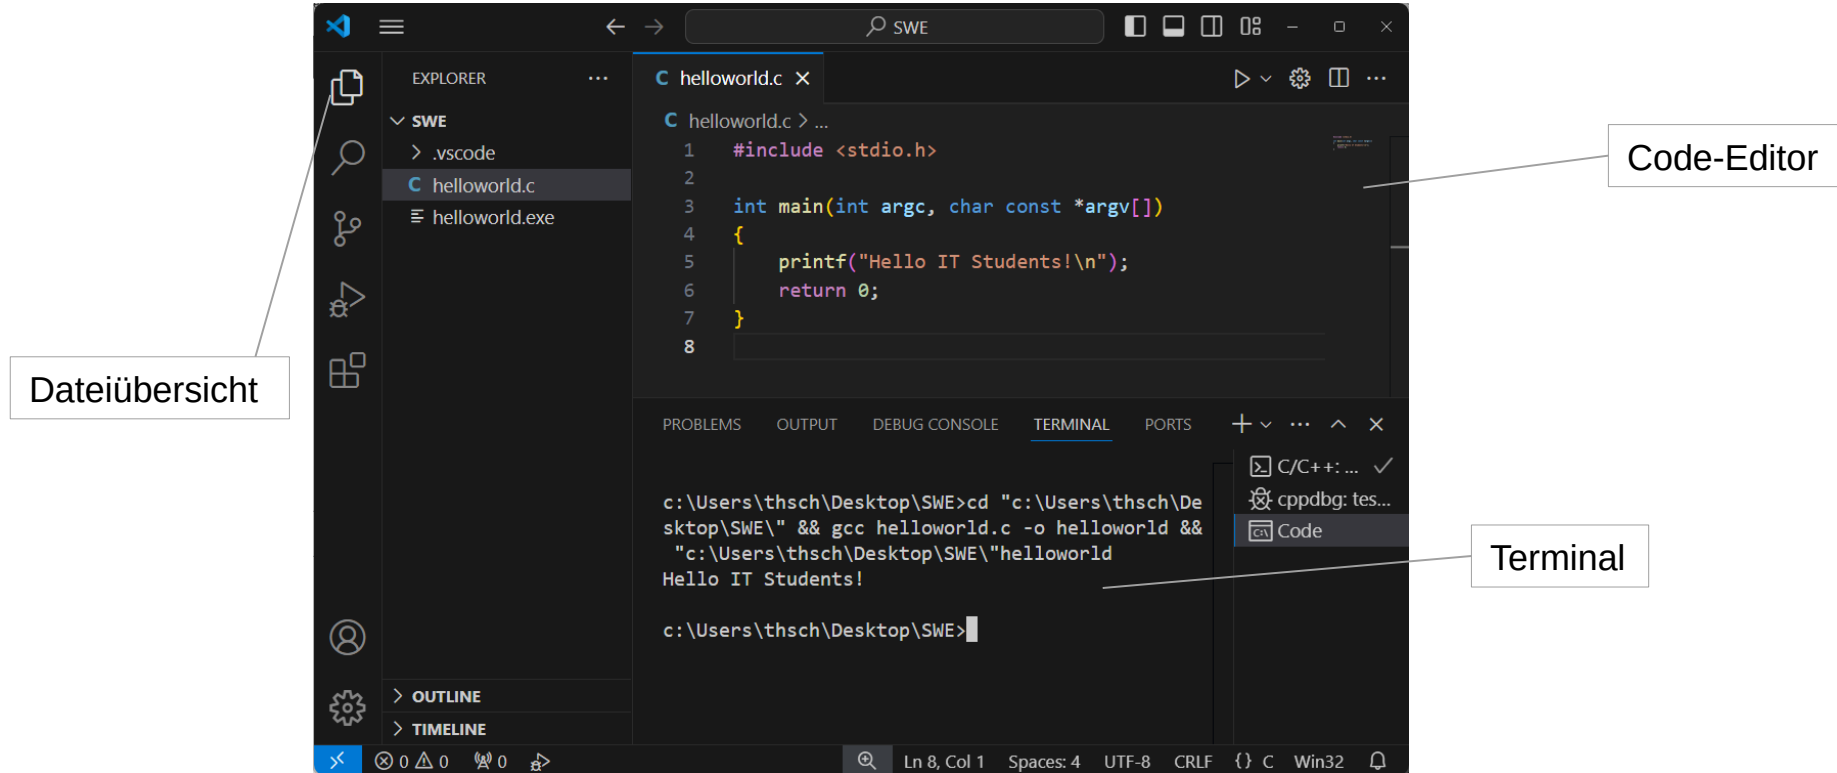 SWE
EXPLORER
SWE
.vscode
helloworld.c
helloworld.exe
OUTLINE
TIMELINE
C helloworld.c
C helloworld.c > ...
1 #include <stdio.h>
2
3 int main(int argc, char const *argv[])
4 {
5 printf("Hello IT Students!\n");
6 return 0;
7 }
8
PROBLEMS OUTPUT DEBUG CONSOLE TERMINAL PORTS
c:\Users\thsch\Desktop\SWE>cd "c:\Users\thsch\De
sktop\SWE\" && gcc helloworld.c -o helloworld &&
"c:\Users\thsch\Desktop\SWE\"helloworld
Hello IT Students!
c:\Users\thsch\Desktop\SWE>
C/C++: ...
cppdbg: tes...
Code
0 0 0 Ln 8, Col 1 Spaces: 4 UTF-8 CRLF {} C Win32
Dateiübersicht
Code-Editor
Terminal